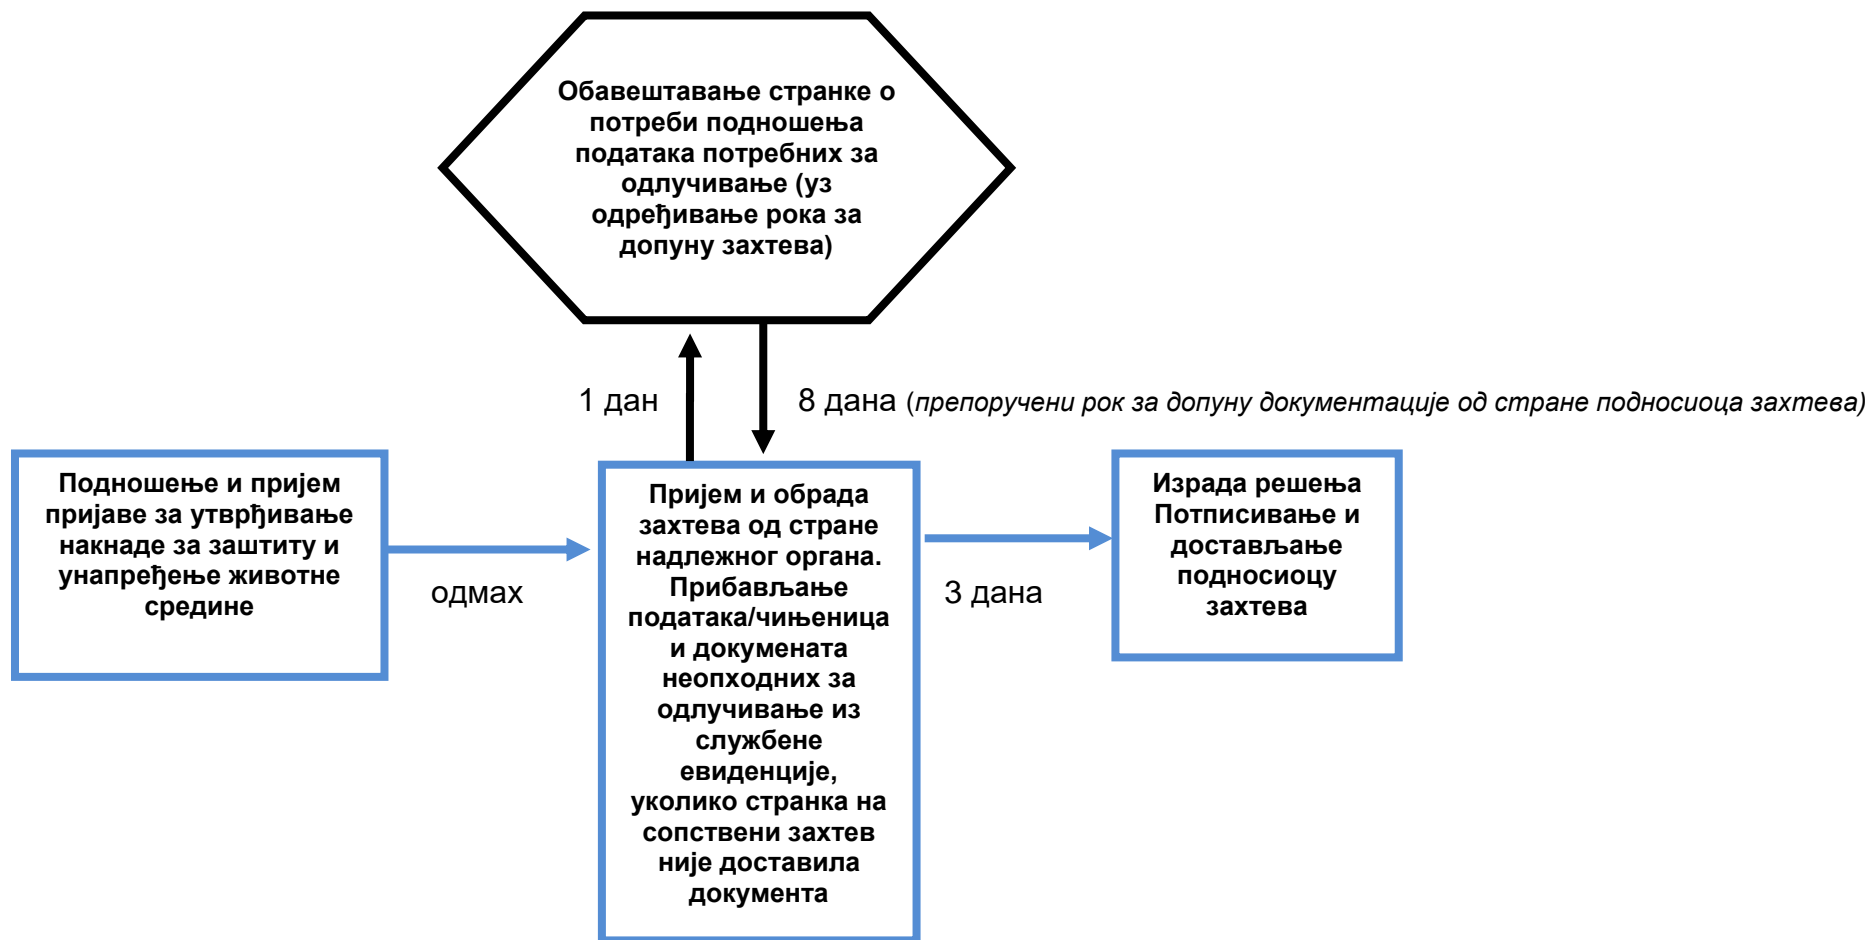 Обавештавање странке о
потреби подношења
података потребних за
одлучивање (уз
одређивање рока за
допуну захтева)
1 дан
8 дана (препоручени рок за допуну документације од стране подносиоца захтева)
Подношење и пријем
пријаве за утврђивање
накнаде за заштиту и
унапређење животне
средине
одмах
Пријем и обрада
захтева од стране
надлежног органа.
Прибављање
података/чињеница
и докумената
неопходних за
одлучивање из
службене
евиденције,
уколико странка на
сопствени захтев
није доставила
документа
3 дана
Израда решења
Потписивање и
достављање
подносиоцу
захтева